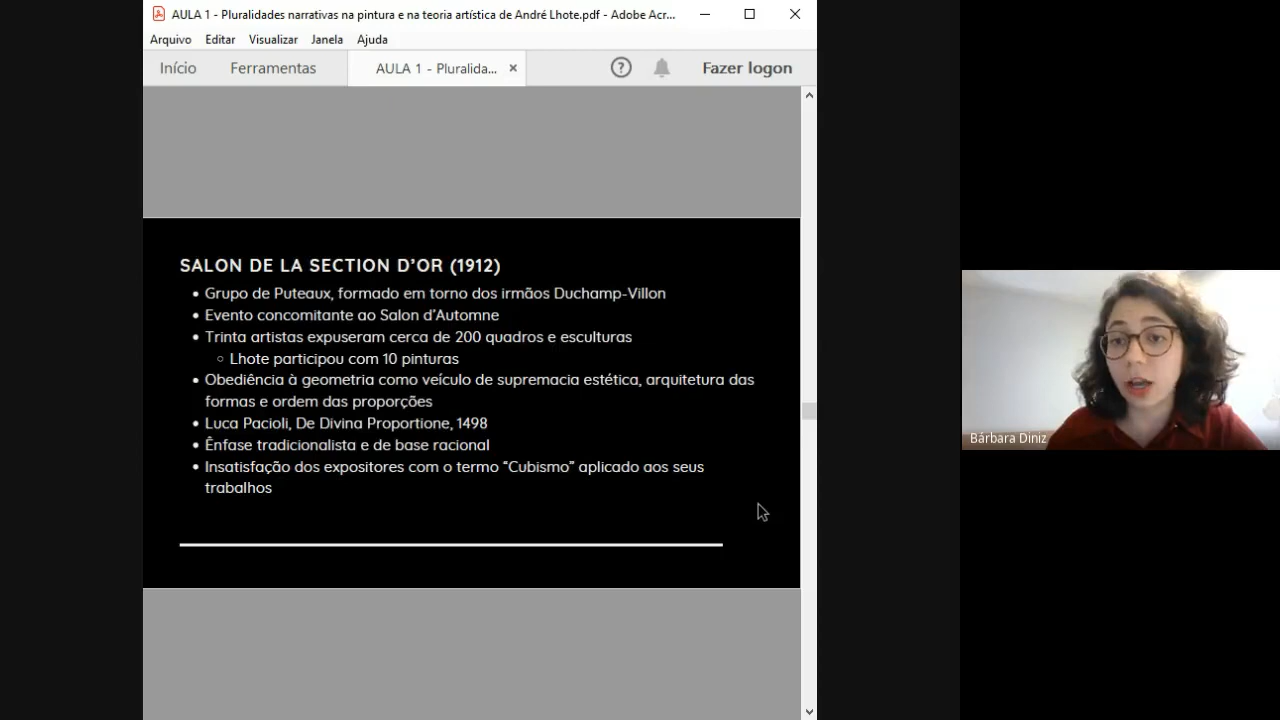 AULA 1 - Pluralidades narrativas na pintura e na teoria artística de André Lhote.pdf - Adobe Acr...
Arquivo Editar Visualizar Janela Ajuda
Início Ferramentas AULA 1 - Pluralida... × ? Fazer logon
SALON DE LA SECTION D'OR (1912)
• Grupo de Puteaux, formado em torno dos irmãos Duchamp-Villon
• Evento concomitante ao Salon d'Automne
• Trinta artistas expuseram cerca de 200 quadros e esculturas
○ Lhote participou com 10 pinturas
• Obediência à geometria como veículo de supremacia estética, arquitetura das
formas e ordem das proporções
• Luca Pacioli, De Divina Proportione, 1498
• Ênfase tradicionalista e de base racional
• Insatisfação dos expositores com o termo “Cubismo” aplicado aos seus
trabalhos
Bárbara Diniz